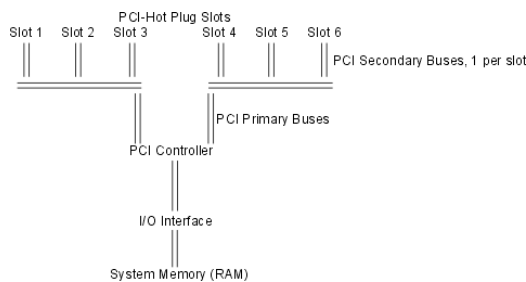 PCI-Hot Plug Slots
Slot 1 Slot 2 Slot 3 Slot 4 Slot 5 Slot 6
PCI Secondary Buses, 1 per slot
PCI Primary Buses
PCI Controller
I/O Interface
System Memory (RAM)